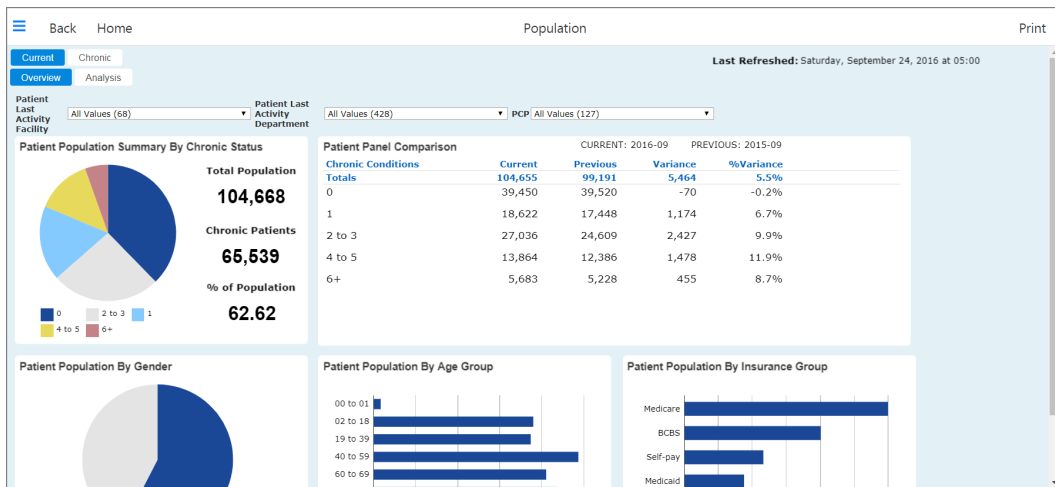 Back Home Population Print
Current Chronic
Last Refreshed: Saturday, September 24, 2016 at 05:00
Overview Analysis
Patient
Last
Activity
Facility
All Values (68)
Patient Last
Activity
Department
All Values (428)
PCP All Values (127)
Patient Population Summary By Chronic Status
Total Population
104,668
Chronic Patients
65,539
% of Population
62.62
0 2 to 3 1
4 to 5 6+
Patient Panel Comparison CURRENT: 2016-09 PREVIOUS: 2015-09
Chronic Conditions Current Previous Variance %Variance
Totals 104,655 99,191 5,464 5.5%
0 39,450 39,520 -70 -0.2%
1 18,622 17,448 1,174 6.7%
2 to 3 27,036 24,609 2,427 9.9%
4 to 5 13,864 12,386 1,478 11.9%
6+ 5,683 5,228 455 8.7%
Patient Population By Gender
Patient Population By Age Group
00 to 01
02 to 18
19 to 39
40 to 59
60 to 69
Patient Population By Insurance Group
Medicare
BCBS
Self-pay
Medicaid